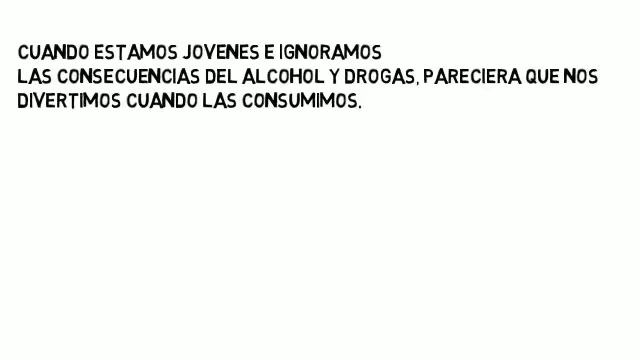 CUANDO ESTAMOS JOVENES E IGNORAMOS
LAS CONSECUENCIAS DEL ALCOHOL Y DROGAS, PARECIERA QUE NOS
DIVERTIMOS CUANDO LAS CONSUMIMOS.